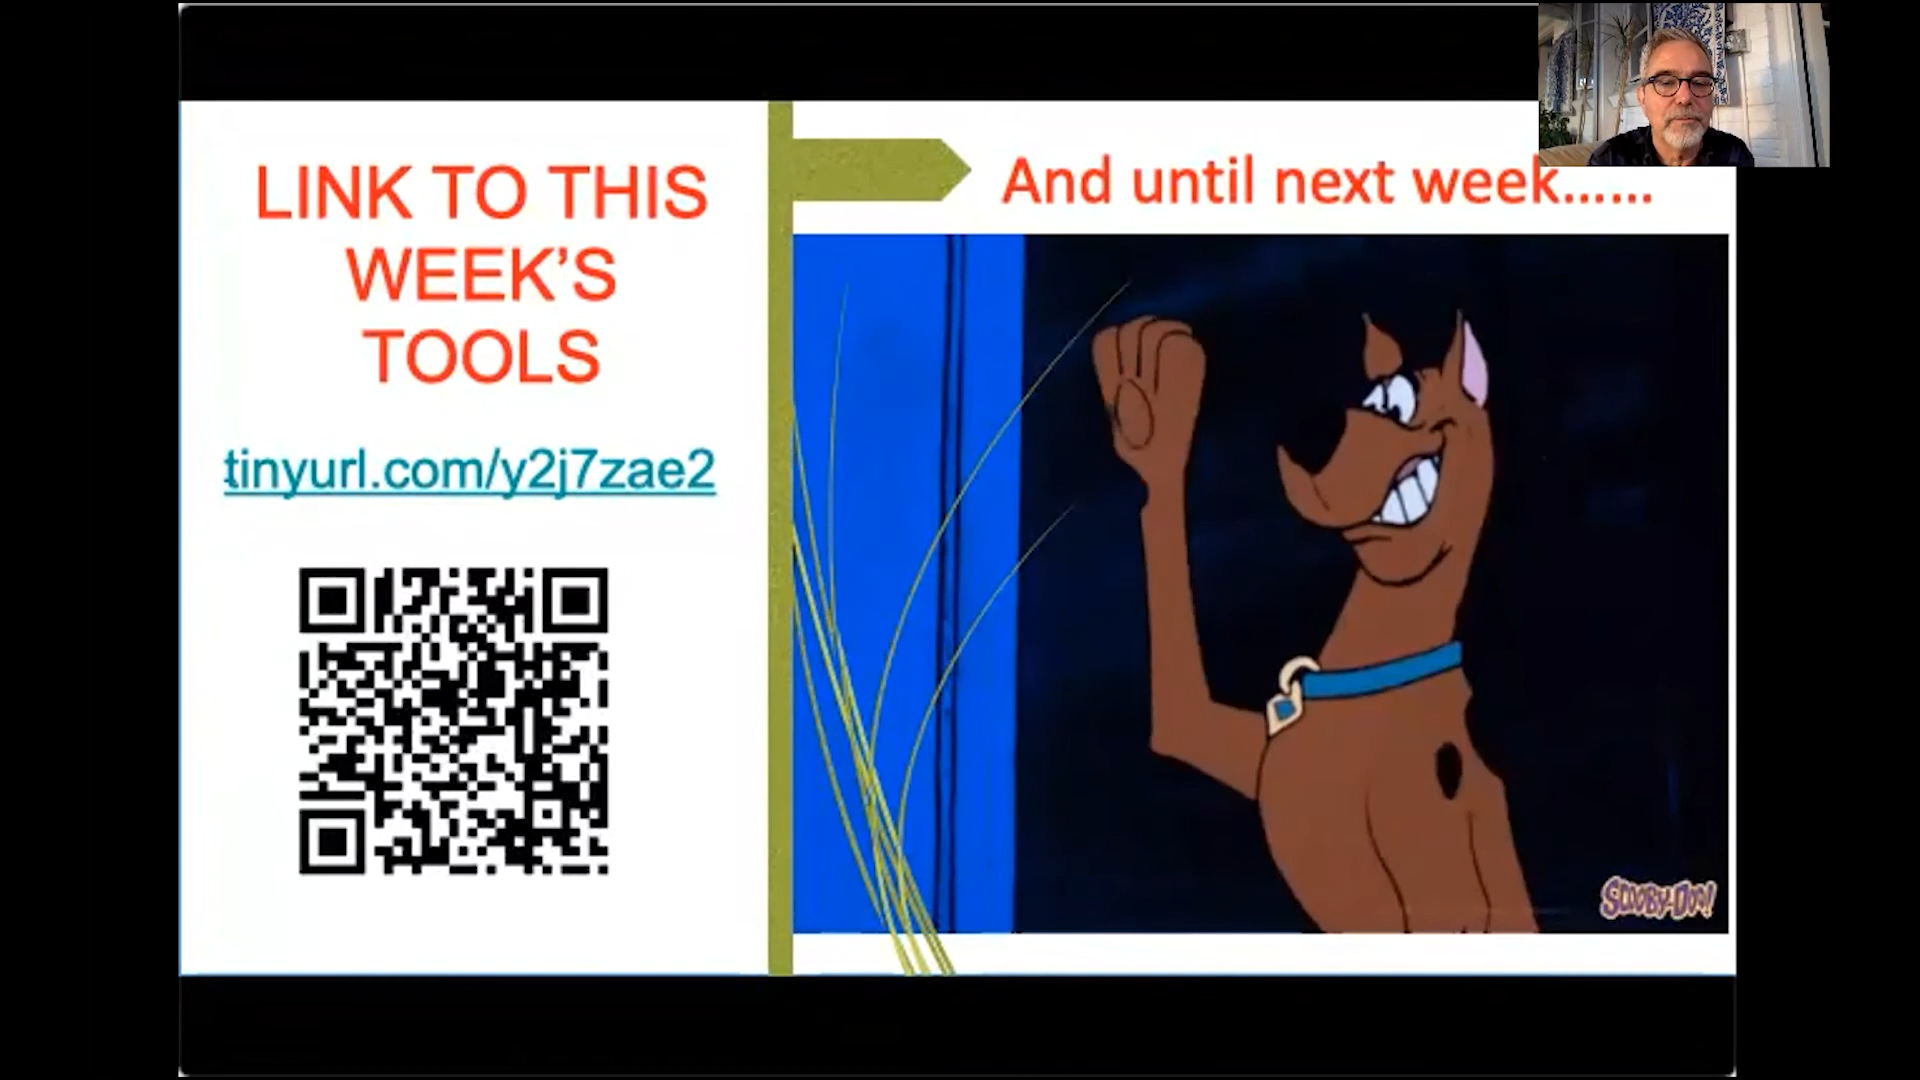 LINK TO THIS
WEEK’S
TOOLS
tinyurl.com/y2j7zae2
And until next week......
SCOOBY-DOO!